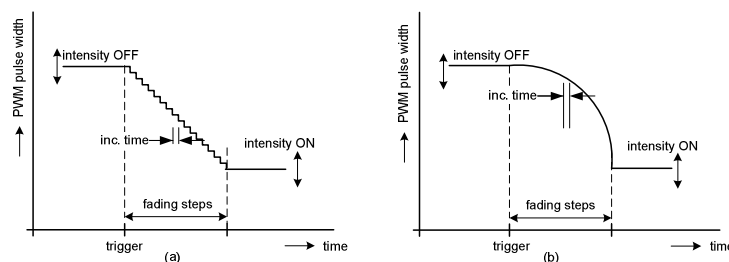 PWM pulse width
intensity OFF
inc. time
intensity ON
fading steps
trigger
time
(a)
PWM pulse width
intensity OFF
inc. time
intensity ON
fading steps
trigger
time
(b)